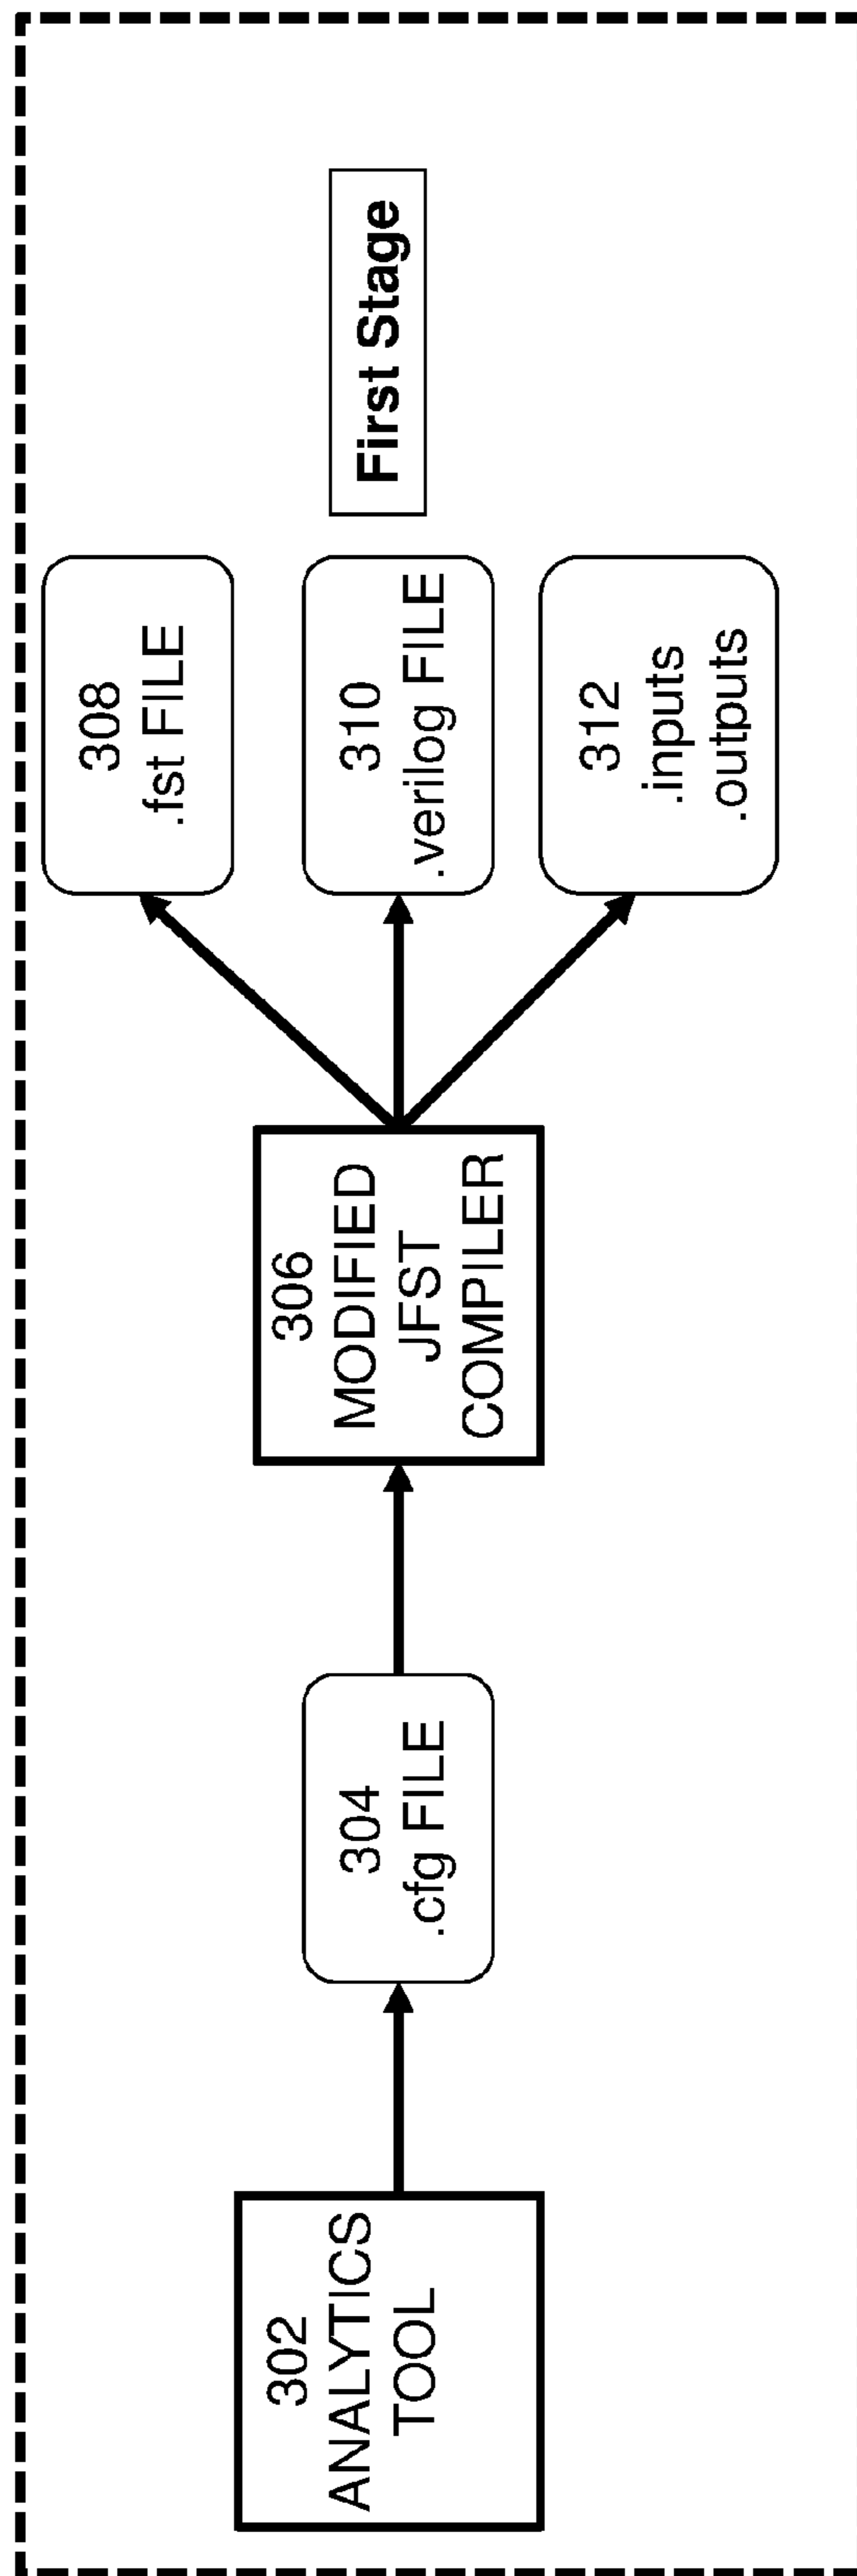 302
ANALYTICS
TOOL
304
.cfg FILE
306
MODIFIED
JFST
COMPILER
308
.fst FILE
310
.verilog FILE
312
.inputs
.outputs
First Stage